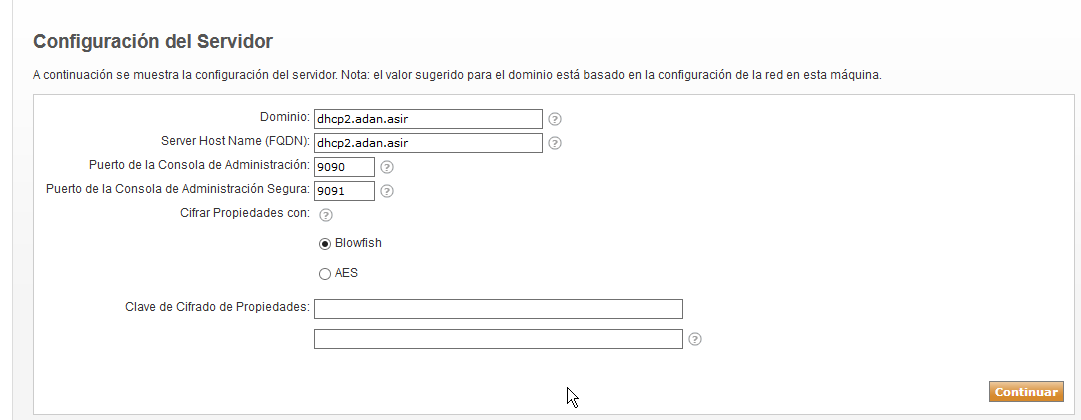 Configuración del Servidor
A continuación se muestra la configuración del servidor. Nota: el valor sugerido para el dominio está basado en la configuración de la red en esta máquina.
Dominio: dhcp2.adan.asir ?
Server Host Name (FQDN): dhcp2.adan.asir ?
Puerto de la Consola de Administración: 9090 ?
Puerto de la Consola de Administración Segura: 9091 ?
Cifrar Propiedades con: ?
Blowfish
AES
Clave de Cifrado de Propiedades:
?
Continuar